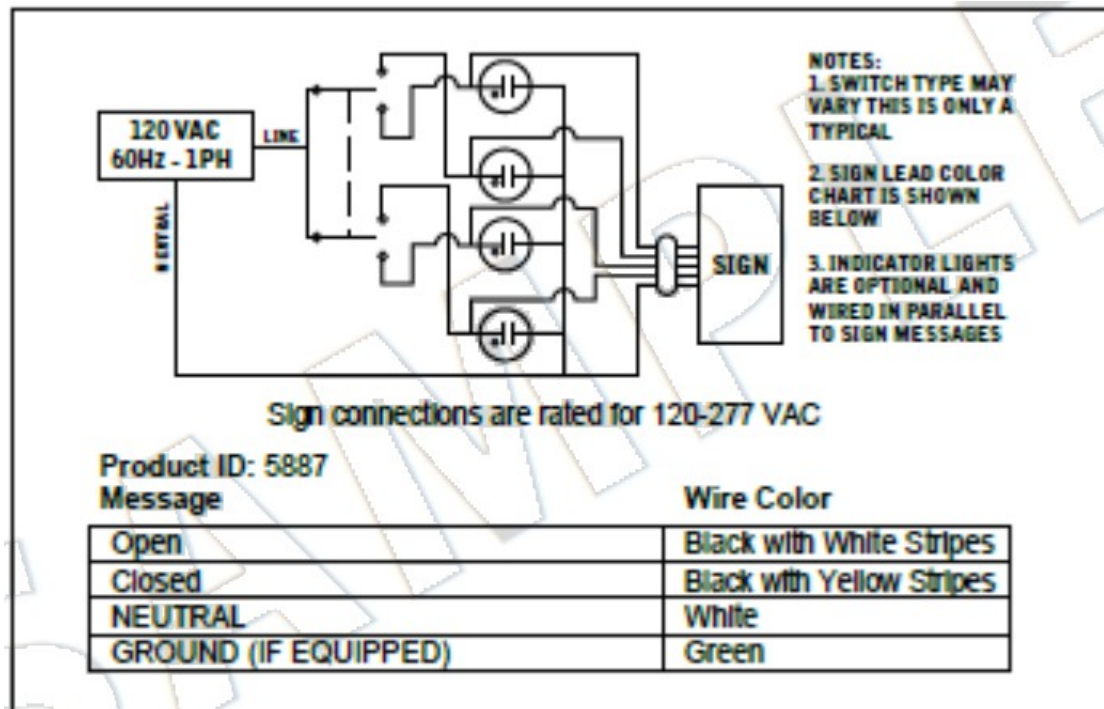 120 VAC
60Hz - 1PH
LINE
NEUTRAL
SIGN
NOTES:
1. SWITCH TYPE MAY
VARY THIS IS ONLY A
TYPICAL
2. SIGN LEAD COLOR
CHART IS SHOWN
BELOW
3. INDICATOR LIGHTS
ARE OPTIONAL AND
WIRED IN PARALLEL
TO SIGN MESSAGES
Sign connections are rated for 120-277 VAC
Product ID: 5887
Message Wire Color
Open Black with White Stripes
Closed Black with Yellow Stripes
NEUTRAL White
GROUND (IF EQUIPPED) Green
SAMPLE